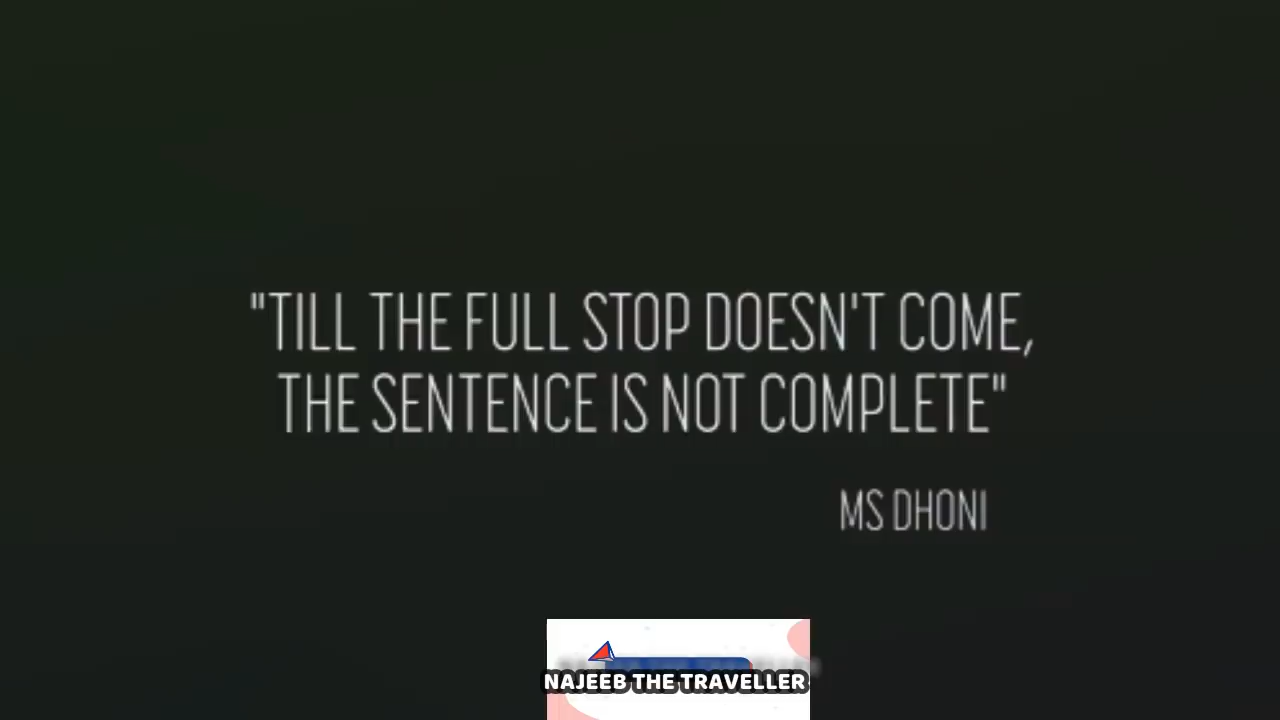 "TILL THE FULL STOP DOESN'T COME,
THE SENTENCE IS NOT COMPLETE"
MS DHONI
NAJEEB THE TRAVELLER